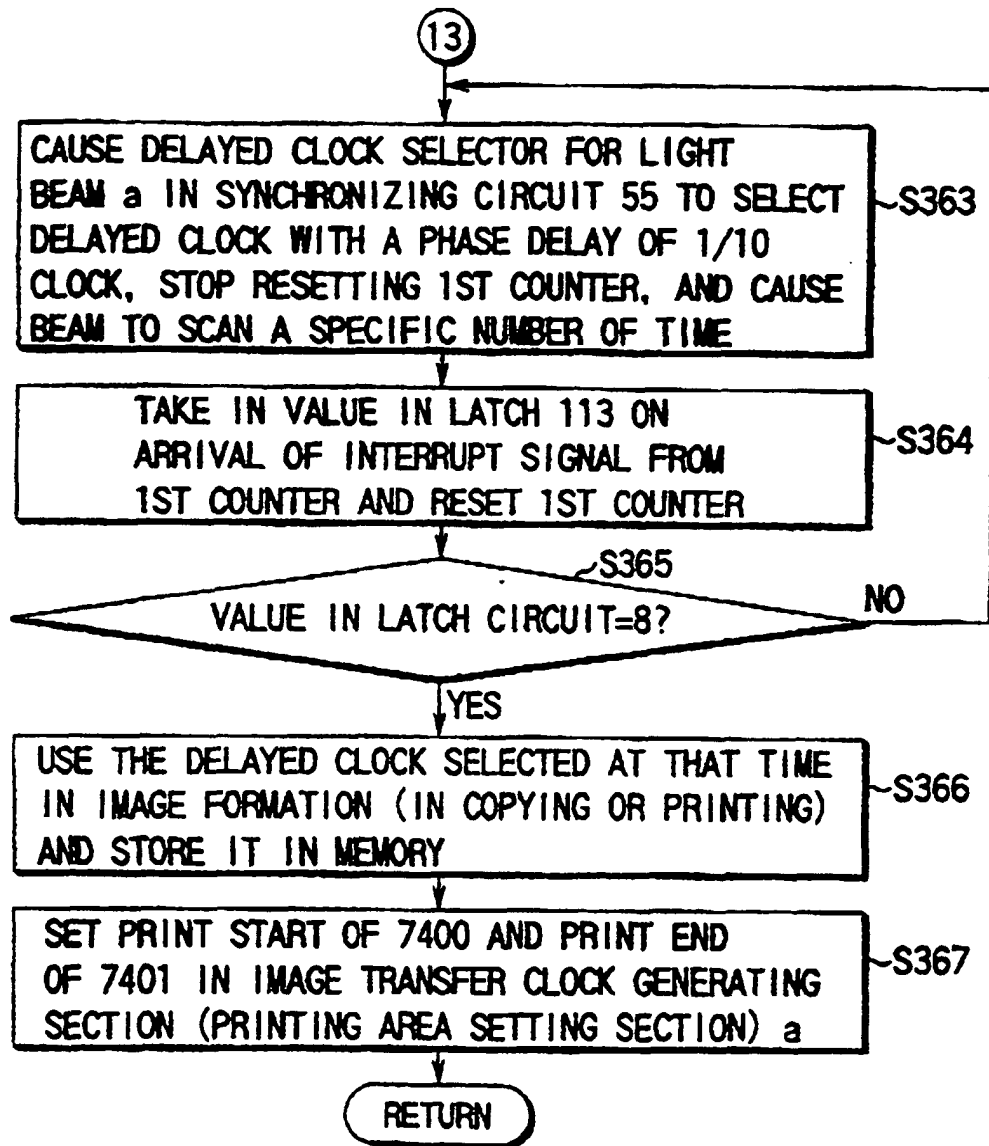 13
CAUSE DELAYED CLOCK SELECTOR FOR LIGHT
BEAM a IN SYNCHRONIZING CIRCUIT 55 TO SELECT
DELAYED CLOCK WITH A PHASE DELAY OF 1/10
CLOCK, STOP RESETTING 1ST COUNTER, AND CAUSE
BEAM TO SCAN A SPECIFIC NUMBER OF TIME
S363
TAKE IN VALUE IN LATCH 113 ON
ARRIVAL OF INTERRUPT SIGNAL FROM
1ST COUNTER AND RESET 1ST COUNTER
S364
S365
VALUE IN LATCH CIRCUIT=8?
NO
YES
USE THE DELAYED CLOCK SELECTED AT THAT TIME
IN IMAGE FORMATION (IN COPYING OR PRINTING)
AND STORE IT IN MEMORY
S366
SET PRINT START OF 7400 AND PRINT END
OF 7401 IN IMAGE TRANSFER CLOCK GENERATING
SECTION (PRINTING AREA SETTING SECTION) a
S367
RETURN